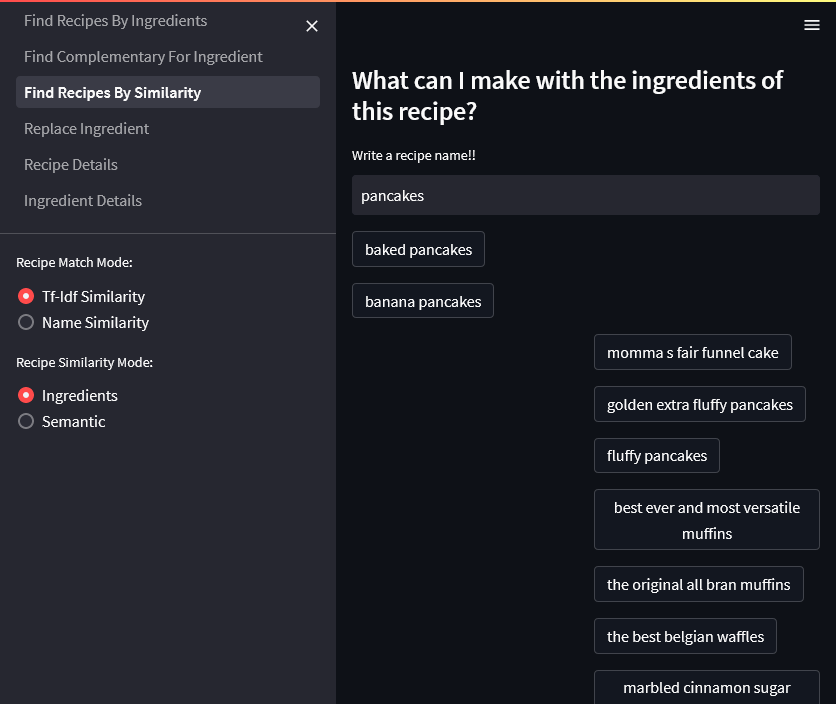 Find Recipes By Ingredients
Find Complementary For Ingredient
Find Recipes By Similarity
Replace Ingredient
Recipe Details
Ingredient Details
Recipe Match Mode:
Tf-Idf Similarity
Name Similarity
Recipe Similarity Mode:
Ingredients
Semantic
What can I make with the ingredients of
this recipe?
Write a recipe name!!
pancakes
baked pancakes
banana pancakes
momma s fair funnel cake
golden extra fluffy pancakes
fluffy pancakes
best ever and most versatile
muffins
the original all bran muffins
the best belgian waffles
marbled cinnamon sugar